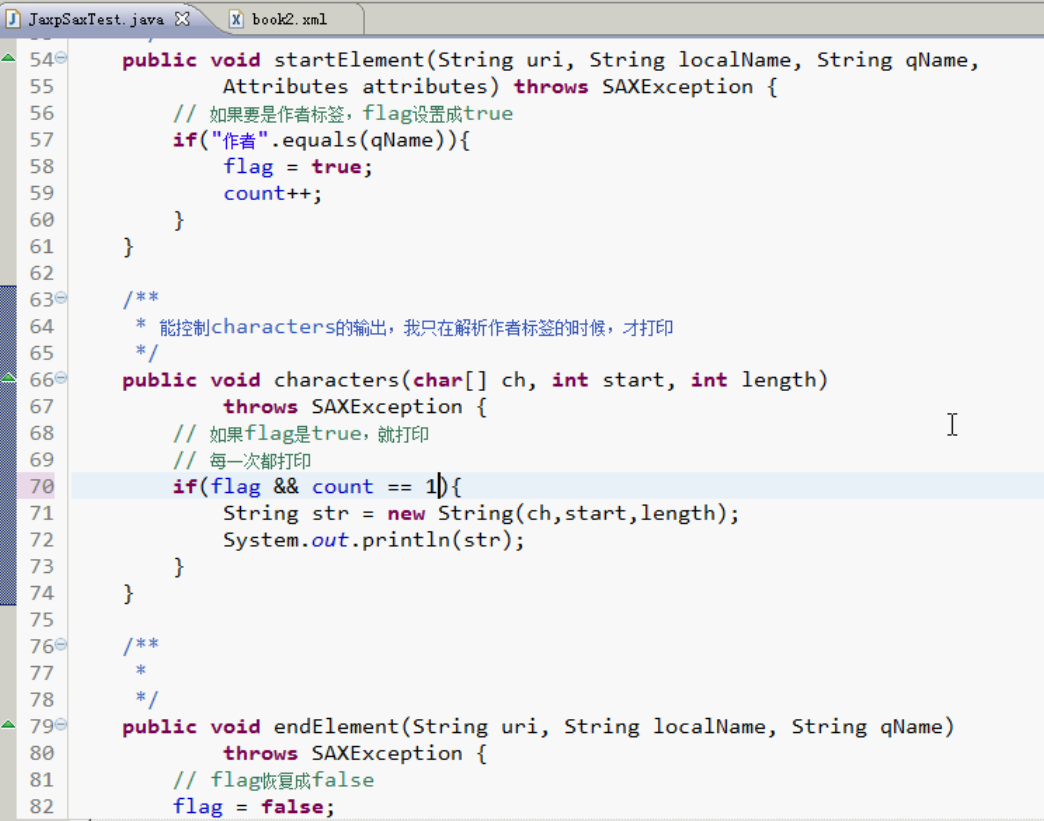 JaxpSaxTest.java book2.xml
54 public void startElement(String uri, String localName, String qName,
55 Attributes attributes) throws SAXException {
56 // 如果要是作者标签，flag设置成true
57 if("作者".equals(qName)){
58 flag = true;
59 count++;
60 }
61 }
62
63 /**
64 * 能控制characters的输出，我只在解析作者标签的时候，才打印
65 */
66 public void characters(char[] ch, int start, int length)
67 throws SAXException {
68 // 如果flag是true，就打印
69 // 每一次都打印
70 if(flag && count == 1){
71 String str = new String(ch,start,length);
72 System.out.println(str);
73 }
74 }
75
76 /**
77 *
78 */
79 public void endElement(String uri, String localName, String qName)
80 throws SAXException {
81 // flag恢复成false
82 flag = false;